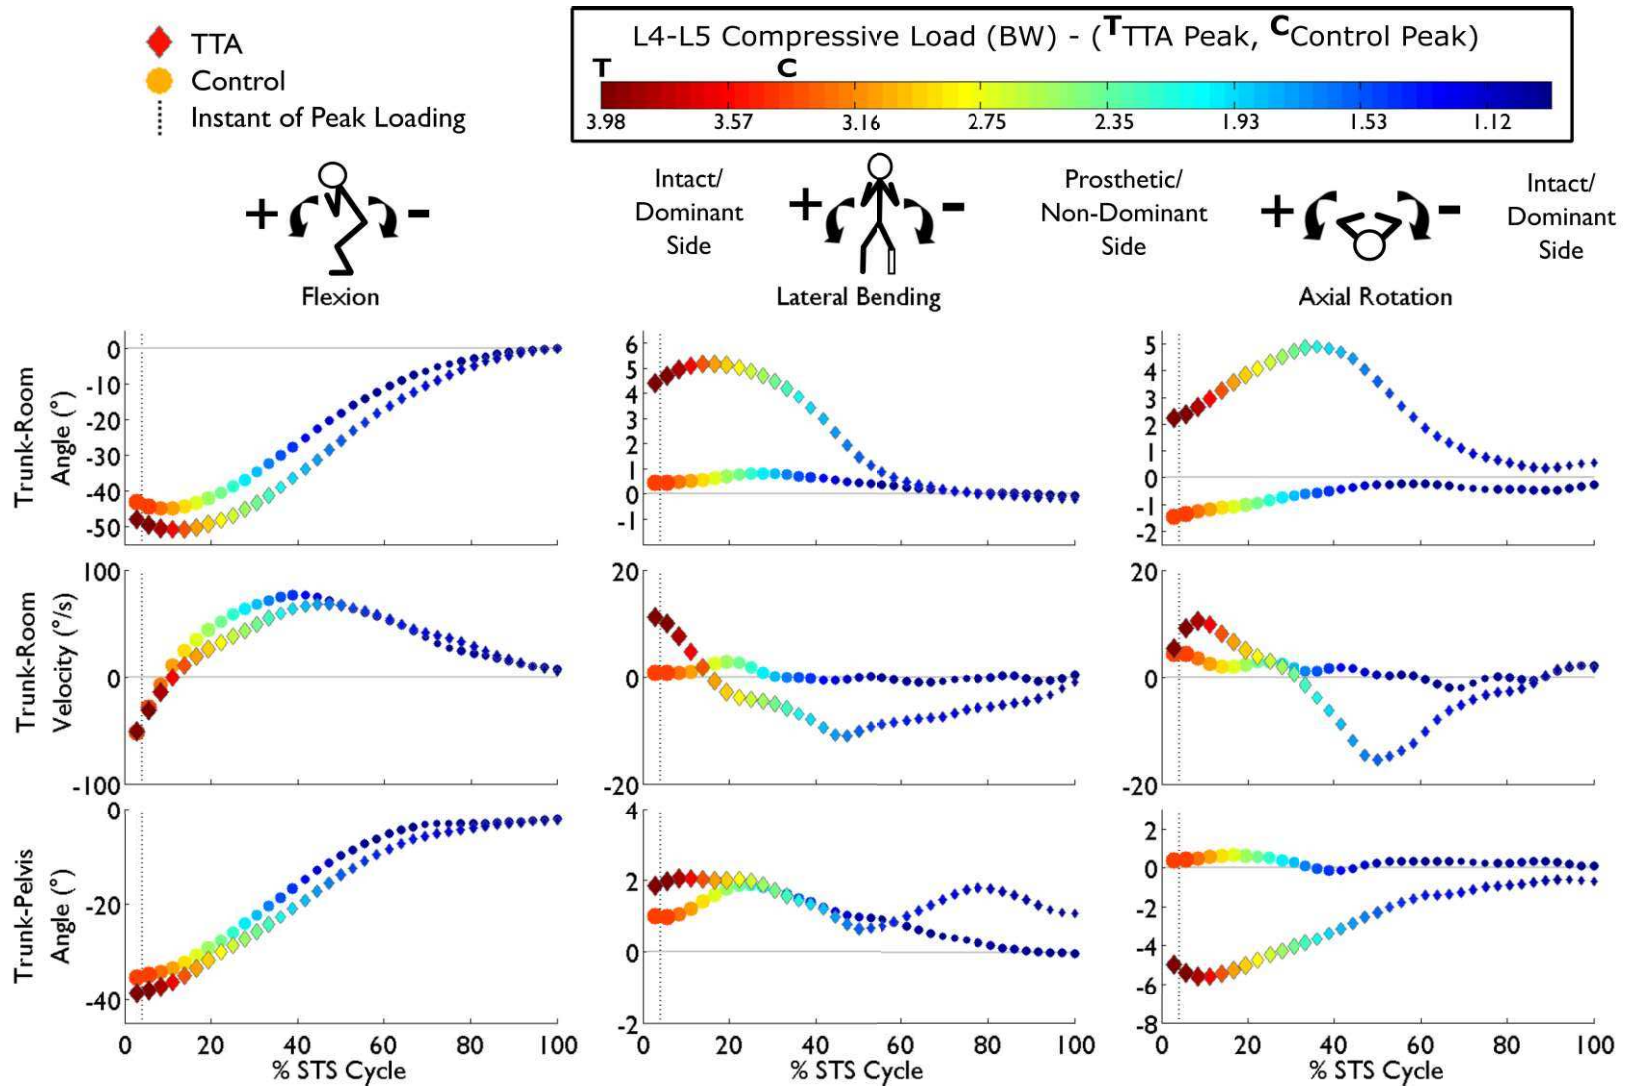 TTA
Control
Instant of Peak Loading
L4-L5 Compressive Load (BW) - (TTTA Peak, CControl Peak)
T C
3.98 3.57 3.16 2.75 2.35 1.93 1.53 1.12
+ -
Flexion
Intact/
Dominant
Side
+ -
Lateral Bending
Prosthetic/
Non-Dominant
Side
+ -
Axial Rotation
Intact/
Dominant
Side
Trunk-Room
Angle (°)
0
-10
-20
-30
-40
-50
6
5
4
3
2
1
0
-1
5
4
3
2
1
0
-1
-2
Trunk-Room
Velocity (°/s)
100
0
-100
20
0
-20
20
0
-20
Trunk-Pelvis
Angle (°)
0
-20
-40
4
2
0
-2
2
0
-2
-4
-6
-8
0 20 40 60 80 100
% STS Cycle
0 20 40 60 80 100
% STS Cycle
0 20 40 60 80 100
% STS Cycle